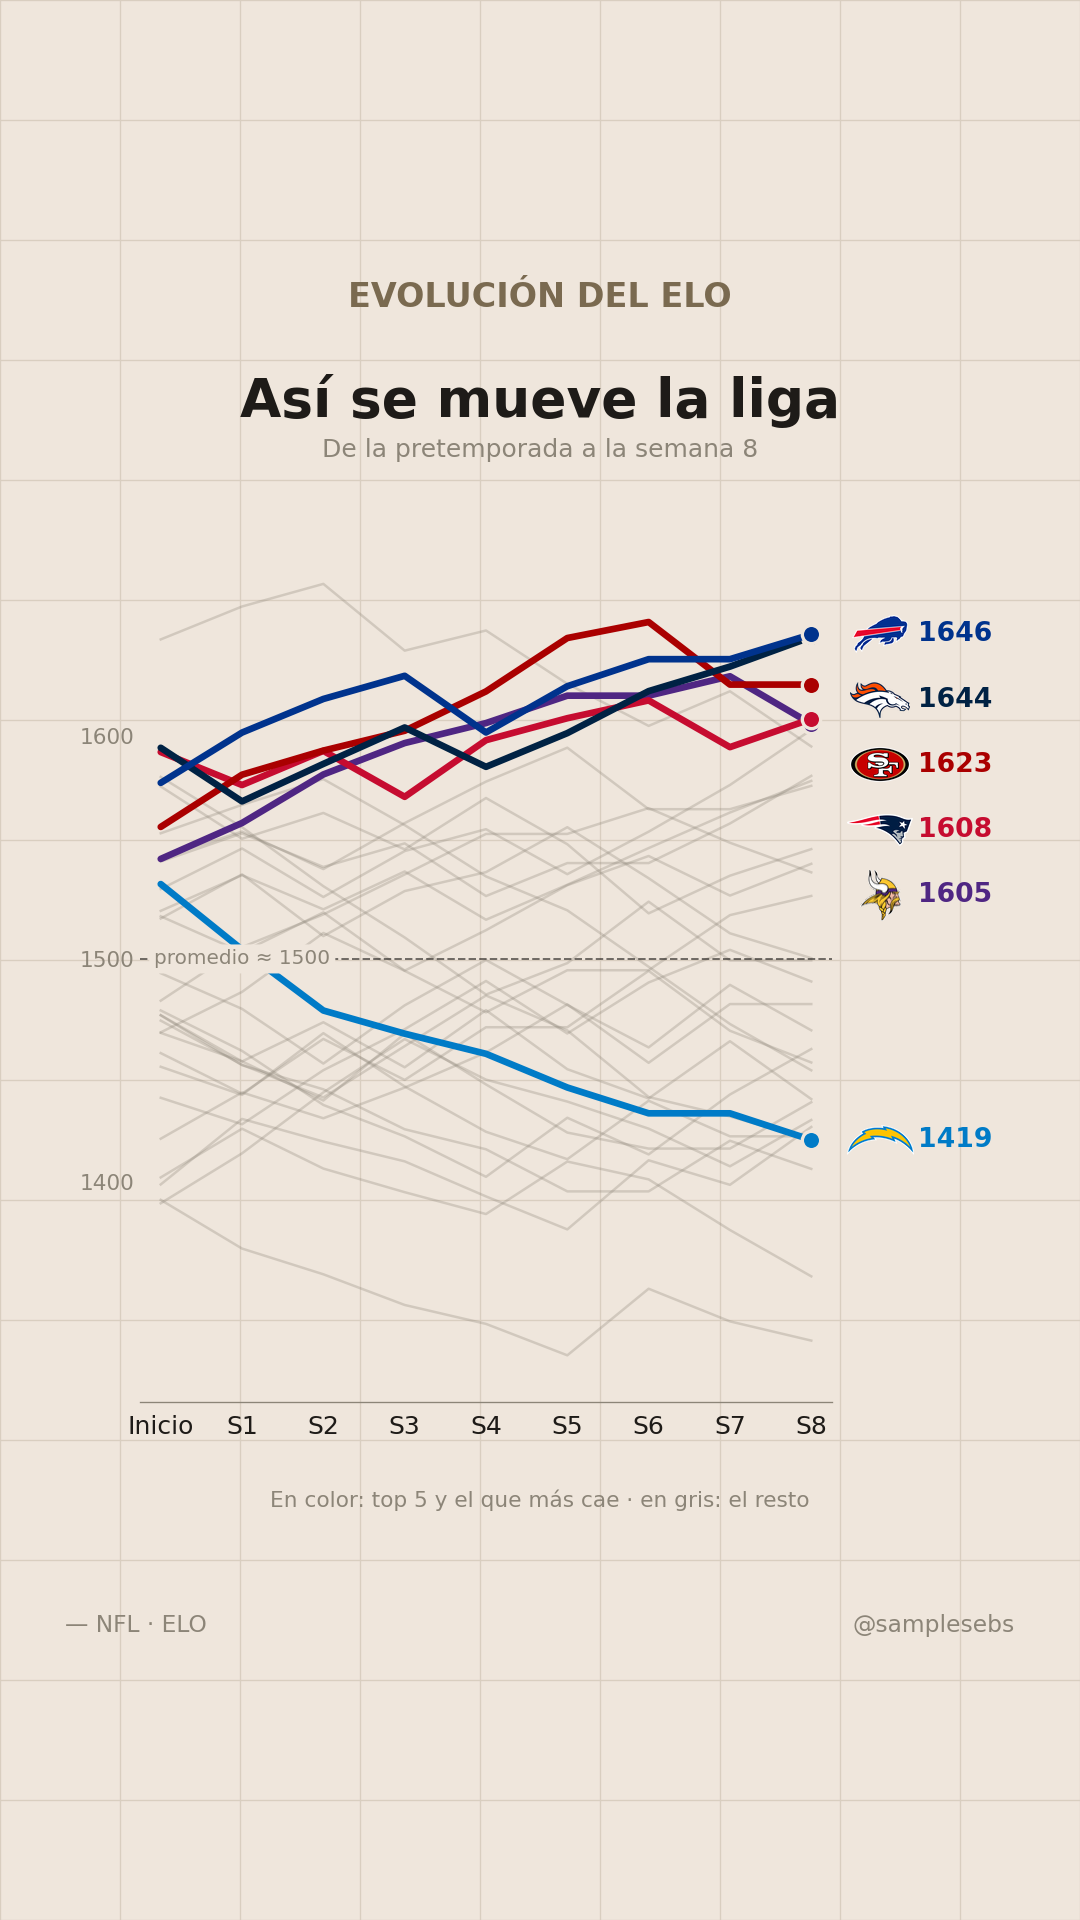 EVOLUCIÓN DEL ELO
Así se mueve la liga
De la pretemporada a la semana 8
1646
1600
1644
SF
1623
1608
1605
1500
promedio ≈ 1500
1419
1400
Inicio S1 S2 S3 S4 S5 S6 S7 S8
En color: top 5 y el que más cae · en gris: el resto
— NFL · ELO @samplesebs